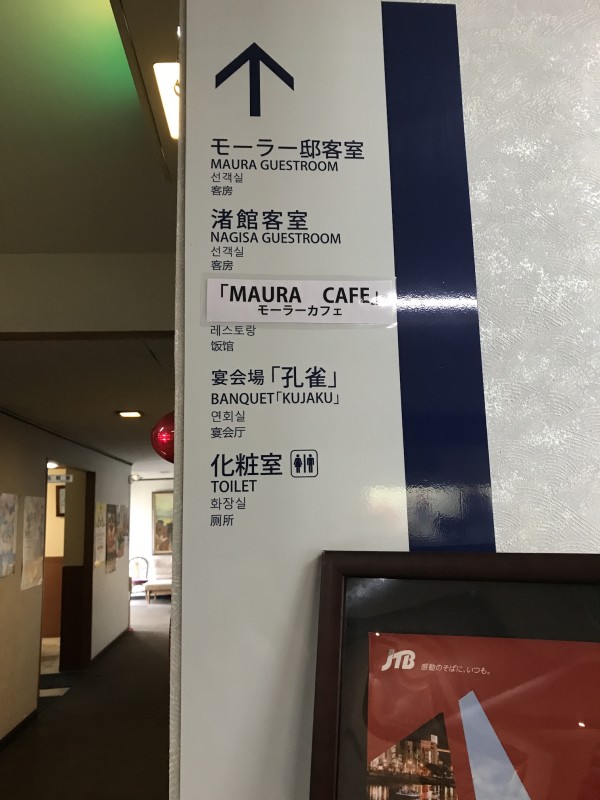 モーラー邸客室
MAURA GUESTROOM
선객실
客房
渚館客室
NAGISA GUESTROOM
선객실
客房
「MAURA CAFE」
モーラーカフェ
레스토랑
饭馆
宴会場「孔雀」
BANQUET「KUJAKU」
연회실
宴会厅
化粧室
TOILET
화장실
厕所
JTB 感動のそばに、いつも。